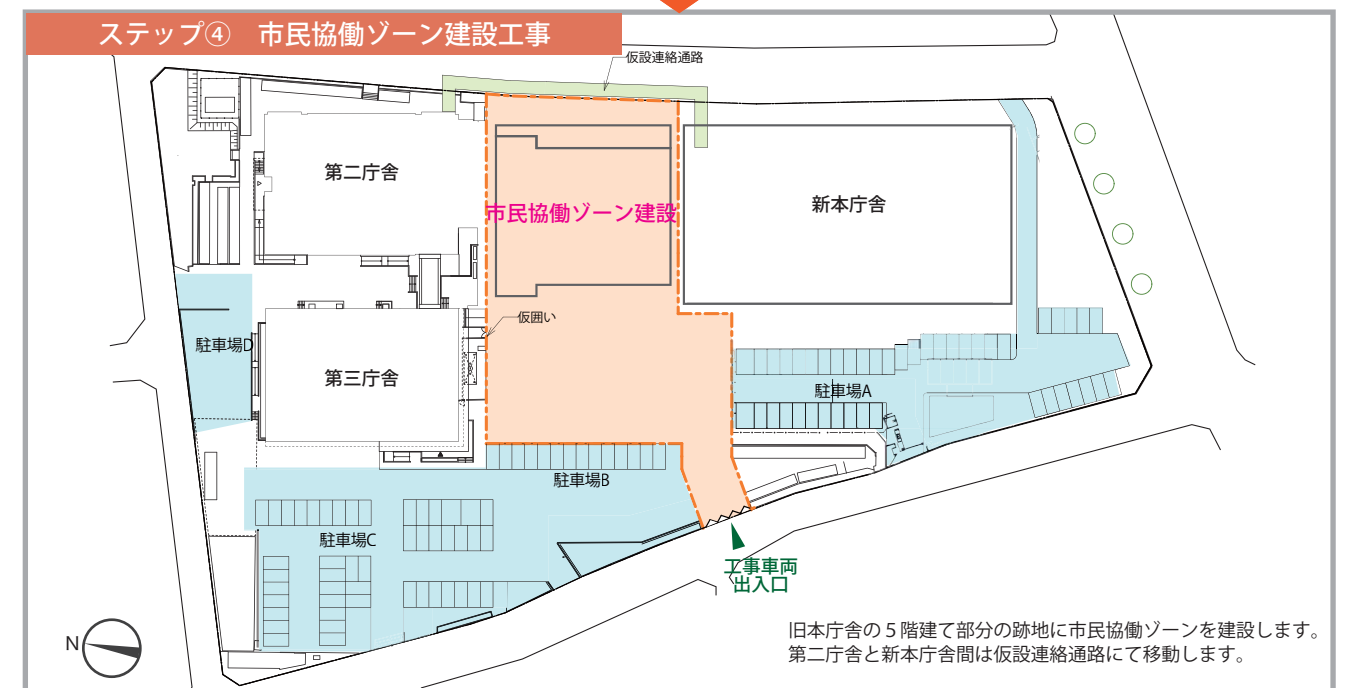 ステップ④　市民協働ゾーン建設工事
仮設連絡通路
第二庁舎
市民協働ゾーン建設
新本庁舎
仮囲い
駐車場D
第三庁舎
駐車場A
駐車場B
駐車場C
工事車両
出入口
N
旧本庁舎の５階建て部分の跡地に市民協働ゾーンを建設します。
第二庁舎と新本庁舎間は仮設連絡通路にて移動します。